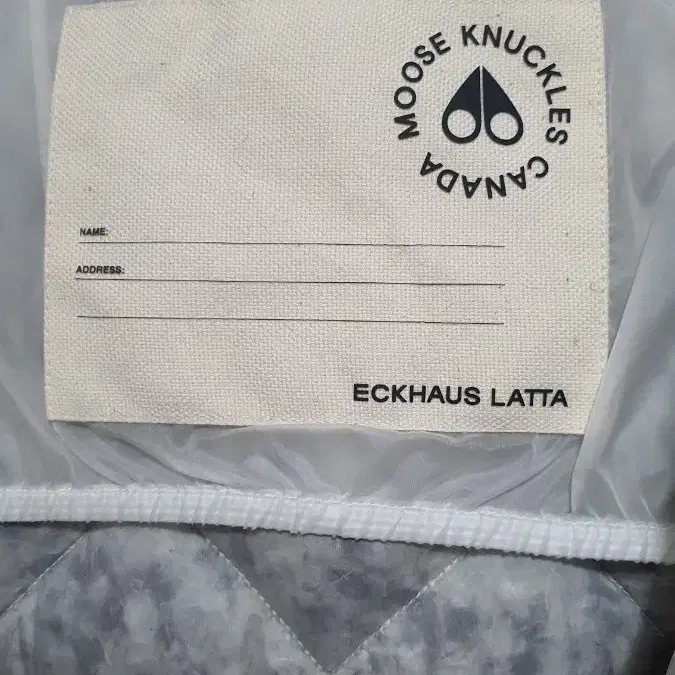 MOOSE KNUCKLES CANADA
NAME:
ADDRESS:
ECKHAUS LATTA